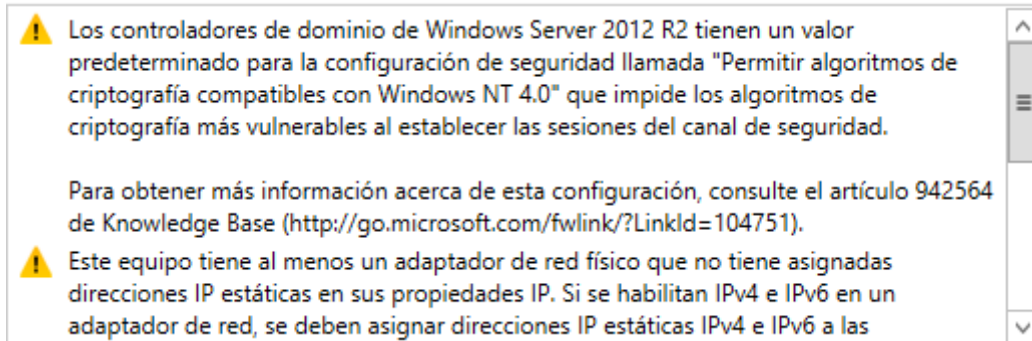 Los controladores de dominio de Windows Server 2012 R2 tienen un valor
predeterminado para la configuración de seguridad llamada "Permitir algoritmos de
criptografía compatibles con Windows NT 4.0" que impide los algoritmos de
criptografía más vulnerables al establecer las sesiones del canal de seguridad.
Para obtener más información acerca de esta configuración, consulte el artículo 942564
de Knowledge Base (http://go.microsoft.com/fwlink/?LinkId=104751).
Este equipo tiene al menos un adaptador de red físico que no tiene asignadas
direcciones IP estáticas en sus propiedades IP. Si se habilitan IPv4 e IPv6 en un
adaptador de red, se deben asignar direcciones IP estáticas IPv4 e IPv6 a las